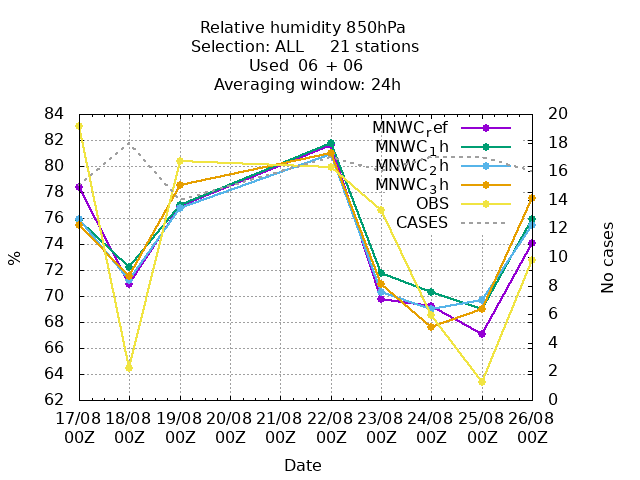 Relative humidity 850hPa
Selection: ALL     21 stations
Used  06 + 06
Averaging window: 24h
84
82
80
78
76
74
72
70
68
66
64
62
20
18
16
14
12
10
8
6
4
2
0
MNWC_ref
MNWC_1h
MNWC_2h
MNWC_3h
OBS
CASES
%
No cases
17/08 18/08 19/08 20/08 21/08 22/08 23/08 24/08 25/08 26/08
00Z 00Z 00Z 00Z 00Z 00Z 00Z 00Z 00Z 00Z
Date